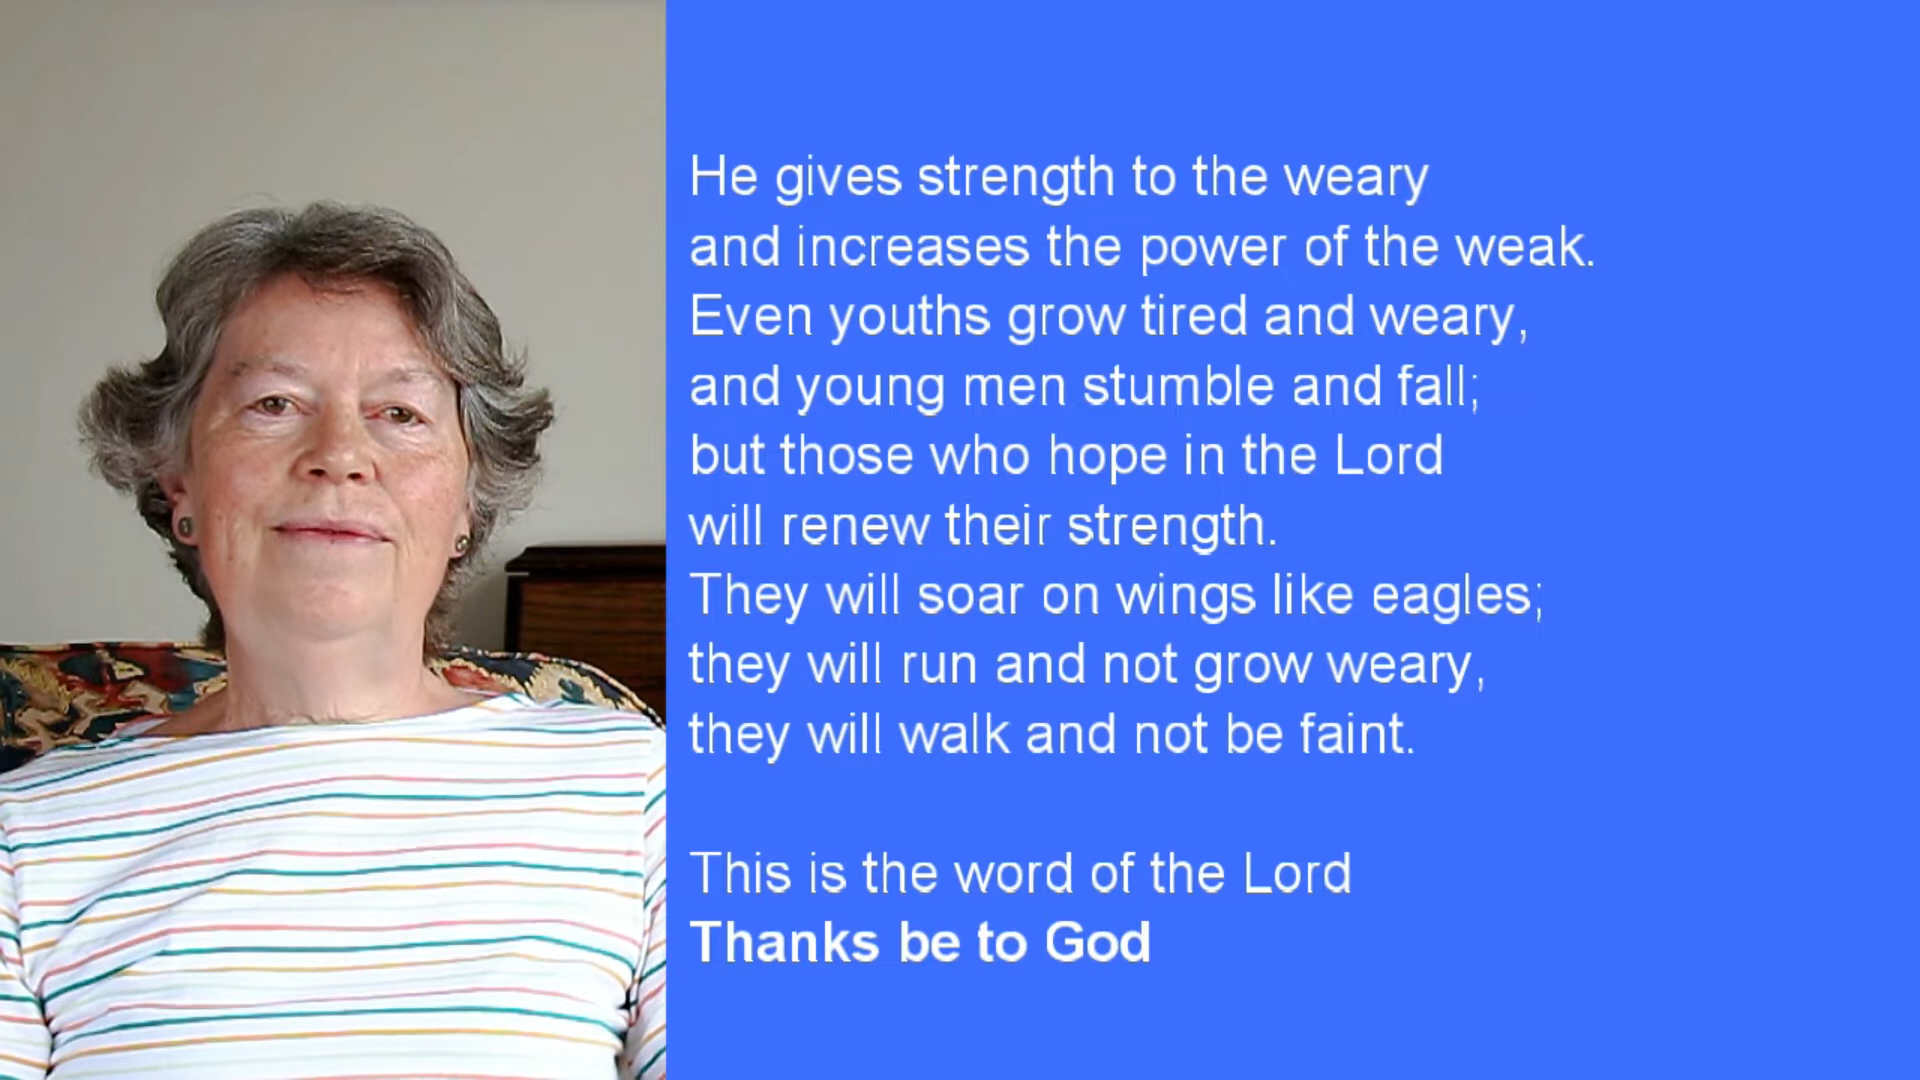 He gives strength to the weary
and increases the power of the weak.
Even youths grow tired and weary,
and young men stumble and fall;
but those who hope in the Lord
will renew their strength.
They will soar on wings like eagles;
they will run and not grow weary,
they will walk and not be faint.
This is the word of the Lord
Thanks be to God